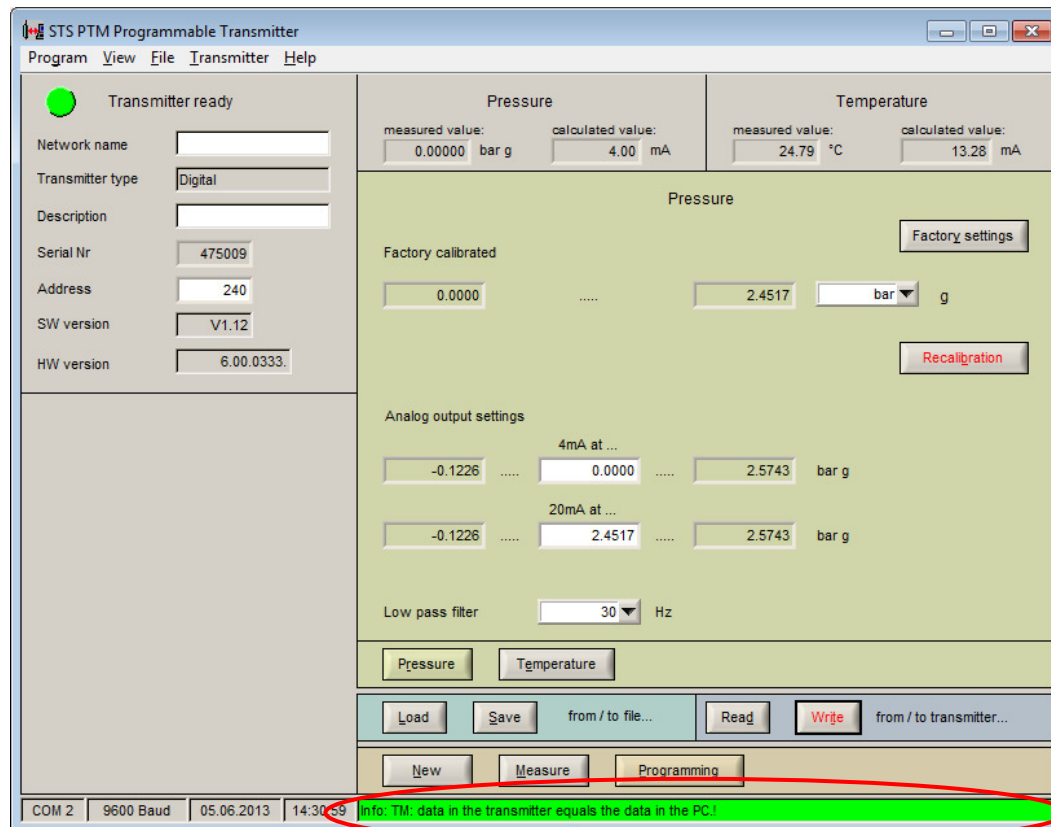 STS PTM Programmable Transmitter
Program View File Transmitter Help
Transmitter ready
Network name
Transmitter type Digital
Description
Serial Nr 475009
Address 240
SW version V1.12
HW version 6.00.0333.
Pressure
measured value: calculated value:
0.00000 bar g 4.00 mA
Temperature
measured value: calculated value:
24.79 °C 13.28 mA
Pressure
Factory settings
Factory calibrated
0.0000 ..... 2.4517 bar g
Recalibration
Analog output settings
4mA at ...
-0.1226 ..... 0.0000 ..... 2.5743 bar g
20mA at ...
-0.1226 ..... 2.4517 ..... 2.5743 bar g
Low pass filter 30 Hz
Pressure Temperature
Load Save from / to file... Read Write from / to transmitter...
New Measure Programming
COM 2 9600 Baud 05.06.2013 14:30:59 Info: TM: data in the transmitter equals the data in the PC.!